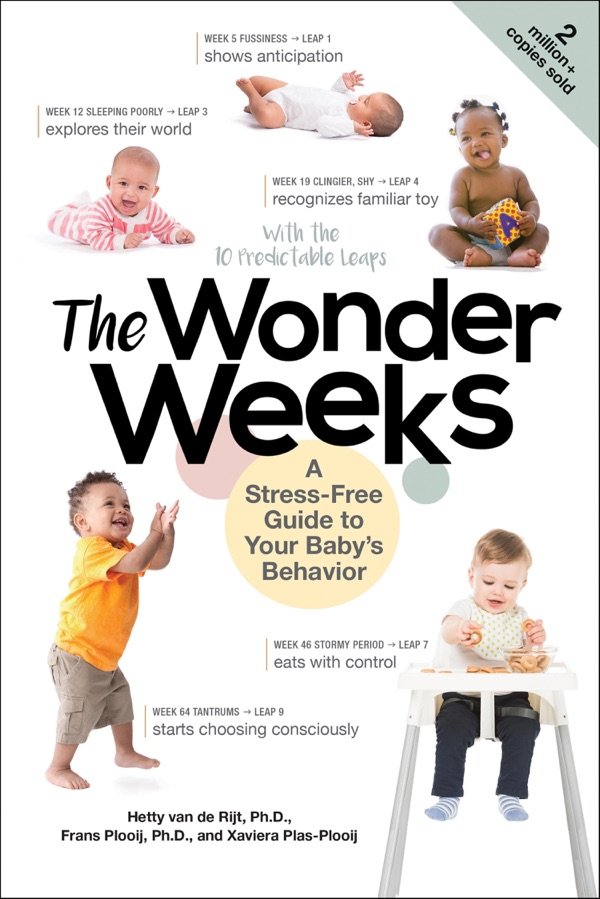 WEEK 5 FUSSINESS → LEAP 1
shows anticipation
2
million+
copies sold
WEEK 12 SLEEPING POORLY → LEAP 3
explores their world
WEEK 19 CLINGIER, SHY → LEAP 4
recognizes familiar toy
With the
10 Predictable Leaps
The Wonder
Weeks
A
Stress-Free
Guide to
Your Baby's
Behavior
WEEK 46 STORMY PERIOD → LEAP 7
eats with control
WEEK 64 TANTRUMS → LEAP 9
starts choosing consciously
Hetty van de Rijt, Ph.D.,
Frans Plooij, Ph.D., and Xaviera Plas-Plooij
A